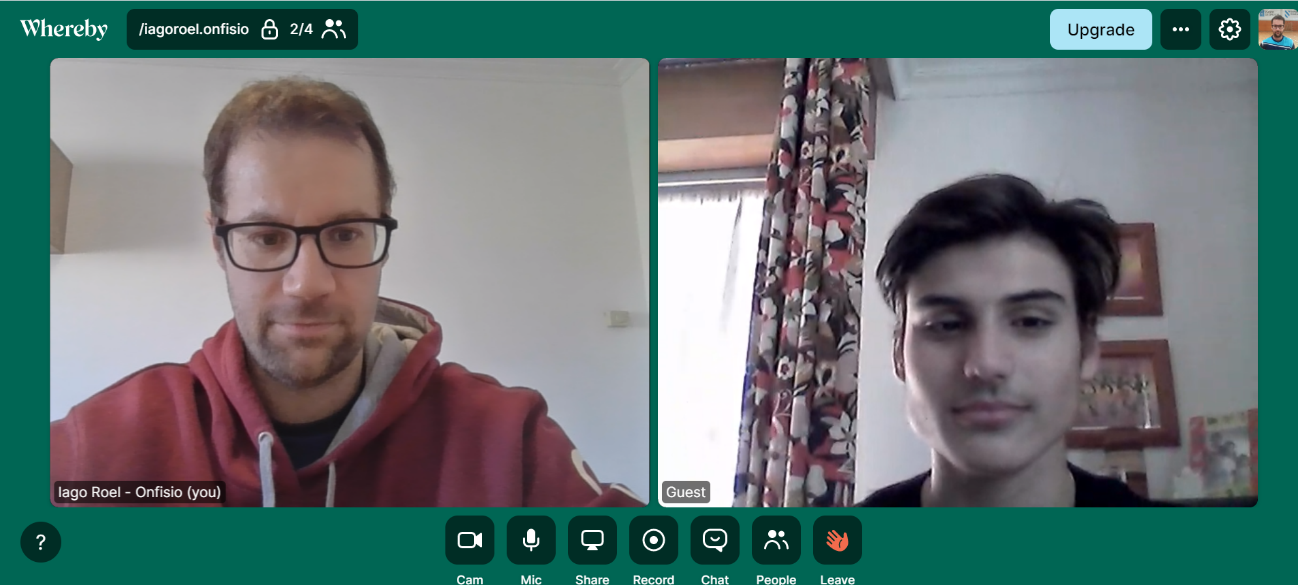 Whereby
/iagoroel.onfisio 2/4
Upgrade
Iago Roel - Onfisio (you)
Guest
?
Cam
Mic
Share
Record
Chat
People
Leave